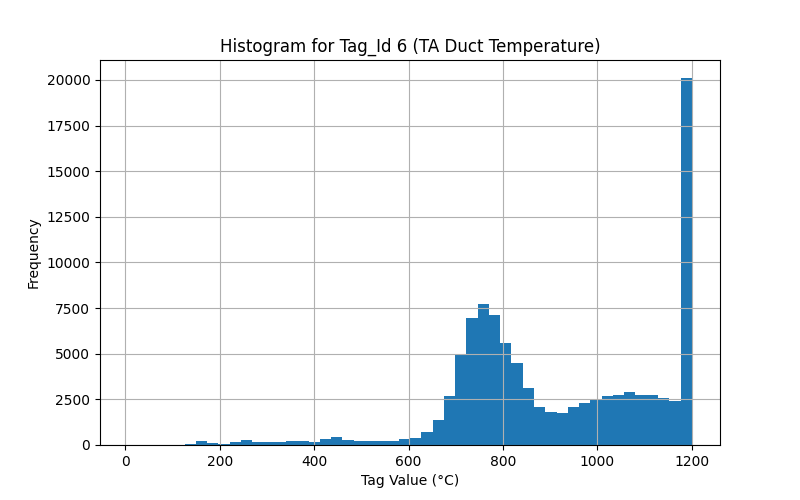 Histogram for Tag_Id 6 (TA Duct Temperature)
20000
17500
15000
12500
10000
7500
5000
2500
0
Frequency
0 200 400 600 800 1000 1200
Tag Value (°C)